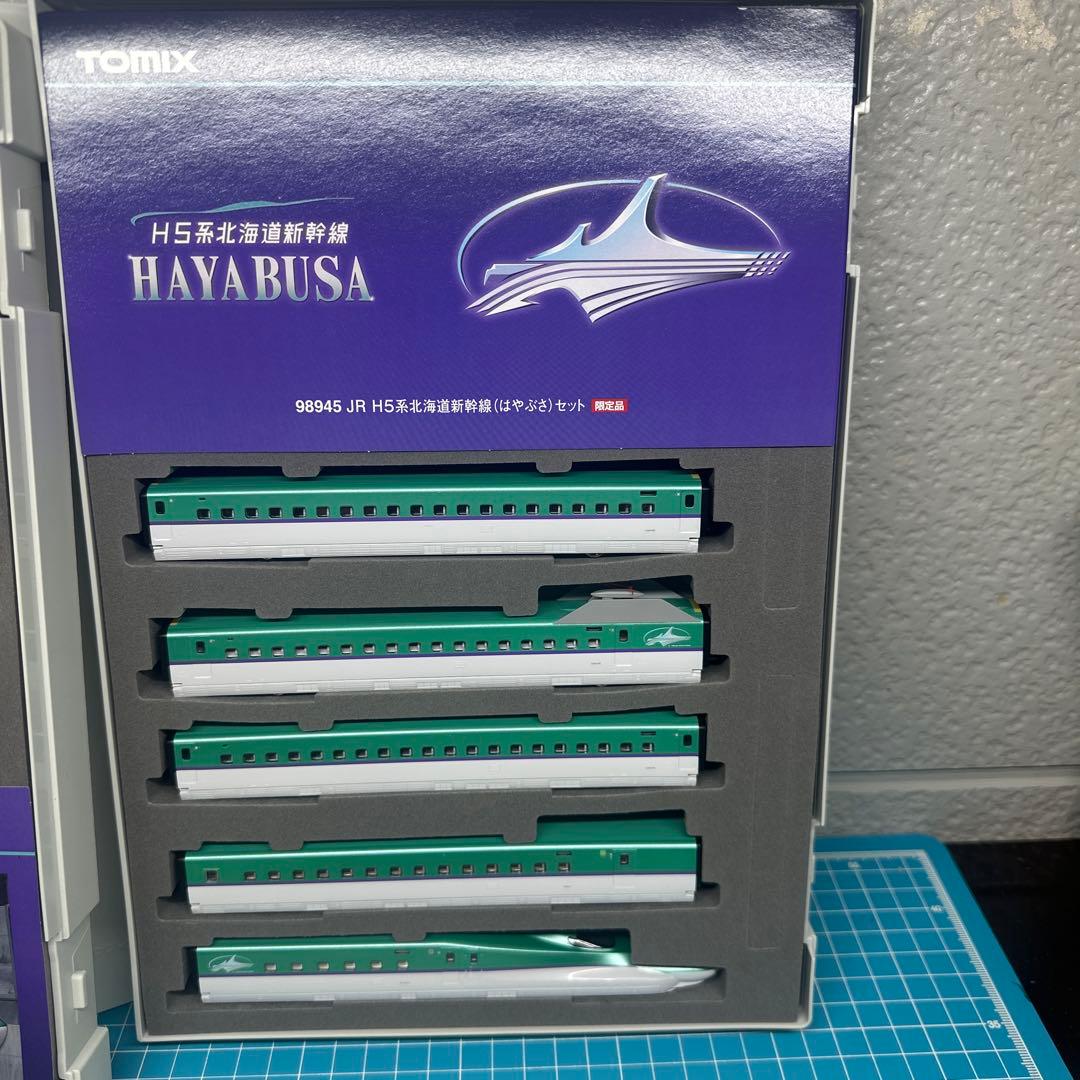 TOMIX
H5系北海道新幹線
HAYABUSA
98945 JR H5系北海道新幹線(はやぶさ)セット 限定品
35